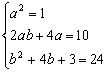 a² = 1
2ab + 4a = 10
b² + 4b + 3 = 24